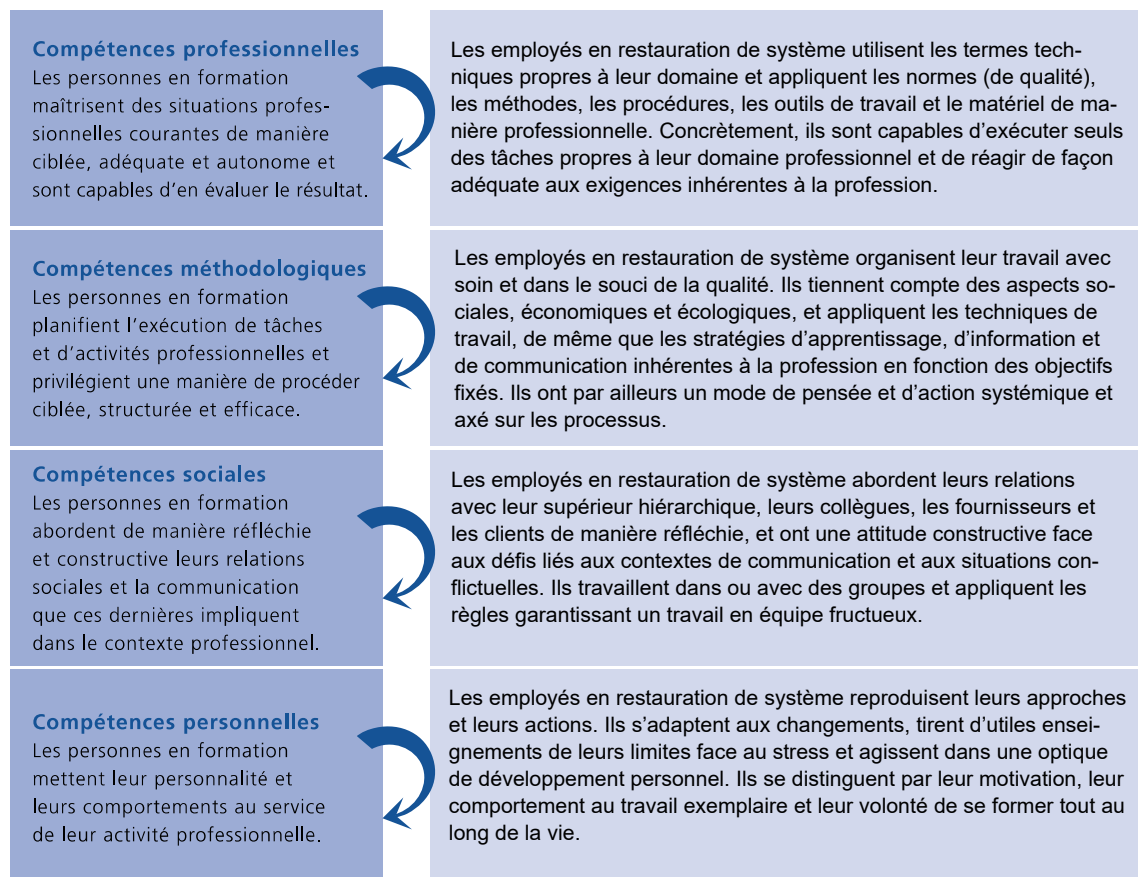 Compétences professionnelles
Les personnes en formation
maîtrisent des situations profes-
sionnelles courantes de manière
ciblée, adéquate et autonome et
sont capables d'en évaluer le résultat.
Les employés en restauration de système utilisent les termes tech-
niques propres à leur domaine et appliquent les normes (de qualité),
les méthodes, les procédures, les outils de travail et le matériel de ma-
nière professionnelle. Concrètement, ils sont capables d'exécuter seuls
des tâches propres à leur domaine professionnel et de réagir de façon
adéquate aux exigences inhérentes à la profession.
Compétences méthodologiques
Les personnes en formation
planifient l'exécution de tâches
et d'activités professionnelles et
privilégient une manière de procéder
ciblée, structurée et efficace.
Les employés en restauration de système organisent leur travail avec
soin et dans le souci de la qualité. Ils tiennent compte des aspects so-
ciales, économiques et écologiques, et appliquent les techniques de
travail, de même que les stratégies d'apprentissage, d'information et
de communication inhérentes à la profession en fonction des objectifs
fixés. Ils ont par ailleurs un mode de pensée et d'action systémique et
axé sur les processus.
Compétences sociales
Les personnes en formation
abordent de manière réfléchie
et constructive leurs relations
sociales et la communication
que ces dernières impliquent
dans le contexte professionnel.
Les employés en restauration de système abordent leurs relations
avec leur supérieur hiérarchique, leurs collègues, les fournisseurs et
les clients de manière réfléchie, et ont une attitude constructive face
aux défis liés aux contextes de communication et aux situations con-
flictuelles. Ils travaillent dans ou avec des groupes et appliquent les
règles garantissant un travail en équipe fructueux.
Compétences personnelles
Les personnes en formation
mettent leur personnalité et
leurs comportements au service
de leur activité professionnelle.
Les employés en restauration de système reproduisent leurs approches
et leurs actions. Ils s'adaptent aux changements, tirent d'utiles ensei-
gnements de leurs limites face au stress et agissent dans une optique
de développement personnel. Ils se distinguent par leur motivation, leur
comportement au travail exemplaire et leur volonté de se former tout au
long de la vie.